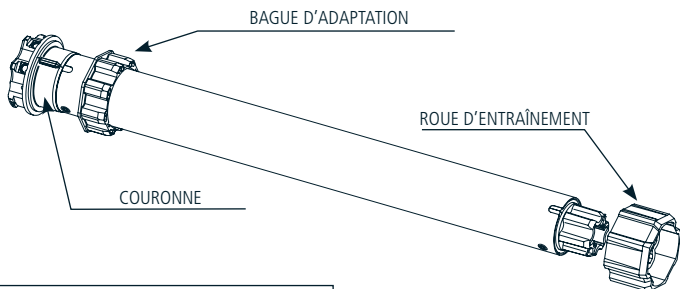 BAGUE D’ADAPTATION
ROUE D’ENTRAÎNEMENT
COURONNE